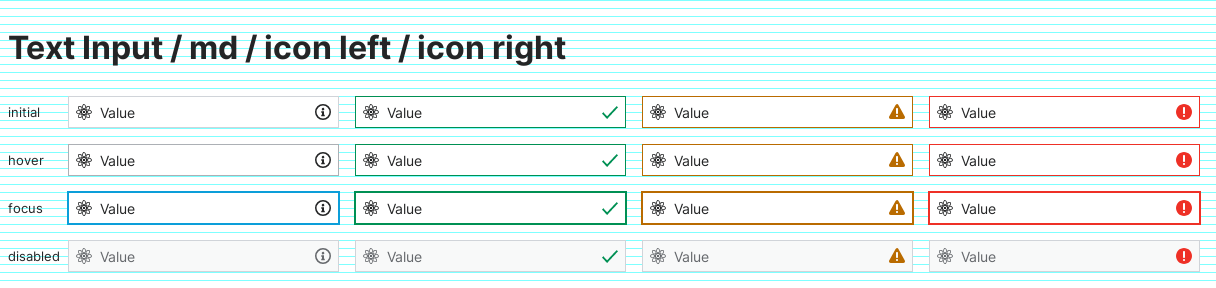 Text Input / md / icon left / icon right
initial Value Value Value Value
hover Value Value Value Value
focus Value Value Value Value
disabled Value Value Value Value